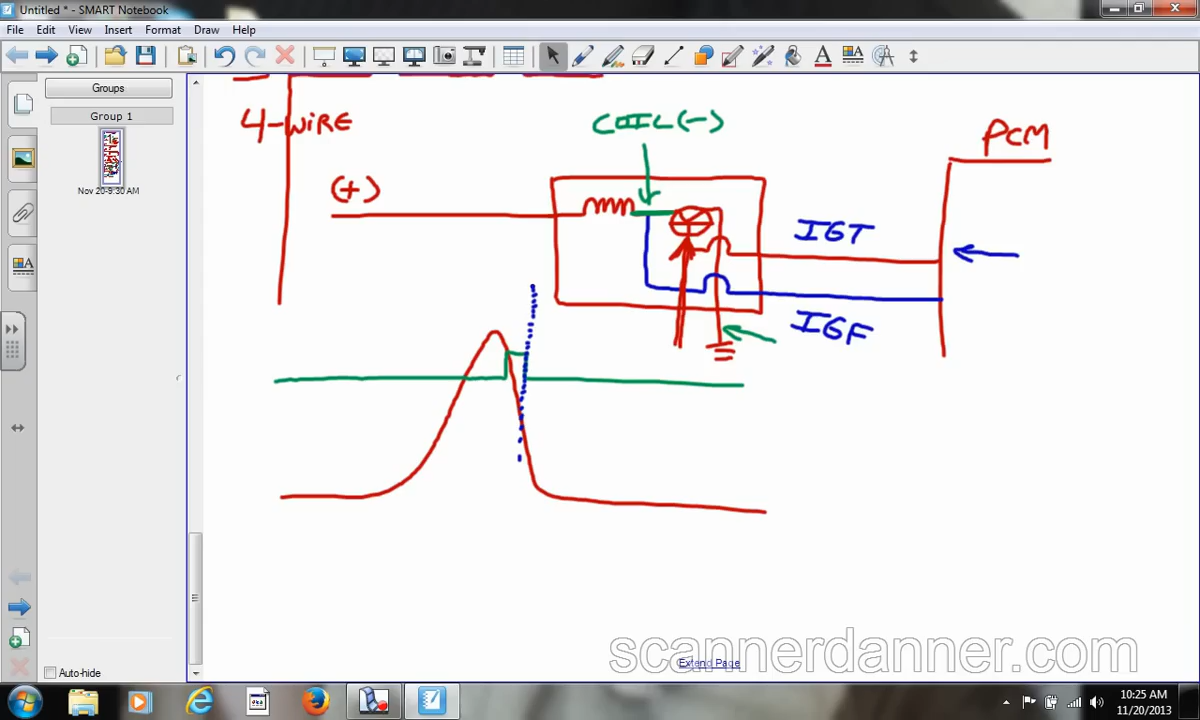 Untitled * - SMART Notebook
File Edit View Insert Format Draw Help
Groups
Group 1
Nov 20-9:30 AM
4-WIRE
COIL(-)
PCM
(+)
IGT
IGF
scannerdanner.com
Extend Page
Auto-hide
10:25 AM
11/20/2013